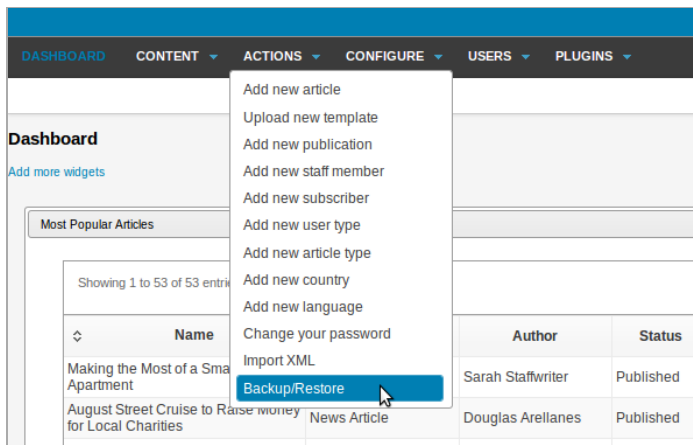 DASHBOARD CONTENT ACTIONS CONFIGURE USERS PLUGINS
Add new article
Upload new template
Add new publication
Add new staff member
Add new subscriber
Add new user type
Add new article type
Add new country
Add new language
Change your password
Import XML
Backup/Restore
Dashboard
Add more widgets
Most Popular Articles
Showing 1 to 53 of 53 entri
Name Author Status
Making the Most of a Sma
Apartment
Sarah Staffwriter Published
August Street Cruise to Raise Money
for Local Charities
News Article Douglas Arellanes Published